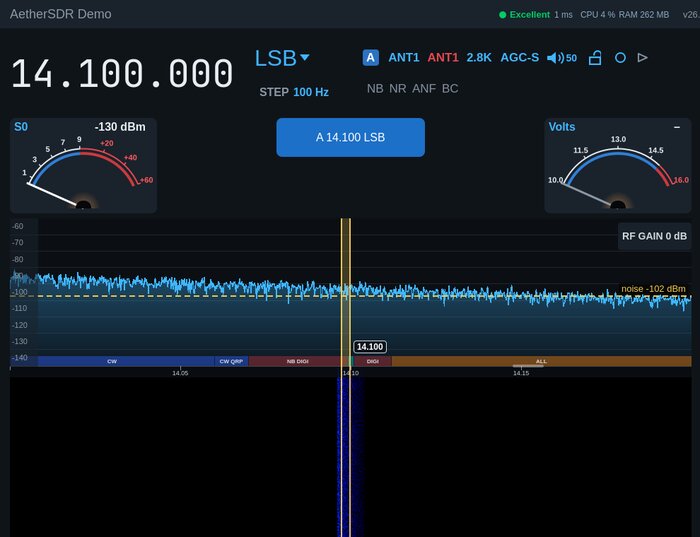 AetherSDR Demo
Excellent 1 ms CPU 4 % RAM 262 MB v26.
14.100.000
LSB
A ANT1 ANT1 2.8K AGC-S 50
STEP 100 Hz
NB NR ANF BC
S0 -130 dBm
1 3 5 7 9 +20 +40 +60
A 14.100 LSB
Volts –
10.0 11.5 13.0 14.5 16.0
RF GAIN 0 dB
-60
-70
-80
-90
noise -102 dBm
-100
-110
-120
-130
14.100
-140
CW CW QRP NB DIGI DIGI ALL
14.05 14.10 14.15